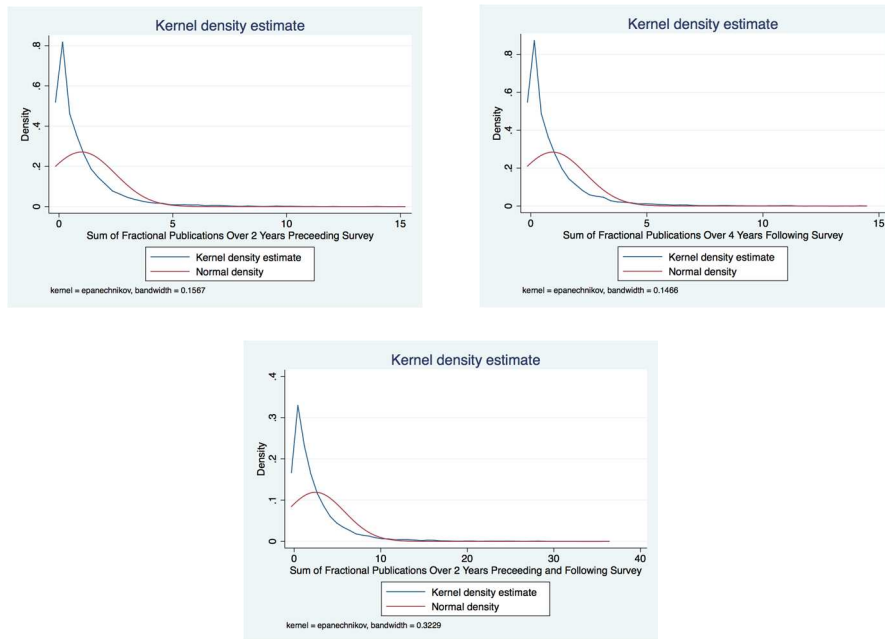 Kernel density estimate
.8
.6
.4
.2
0
Density
0 5 10 15
Sum of Fractional Publications Over 2 Years Preceeding Survey
Kernel density estimate
Normal density
kernel = epanechnikov, bandwidth = 0.1567
Kernel density estimate
.8
.6
.4
.2
0
Density
0 5 10 15
Sum of Fractional Publications Over 4 Years Following Survey
Kernel density estimate
Normal density
kernel = epanechnikov, bandwidth = 0.1466
Kernel density estimate
.4
.3
.2
.1
0
Density
0 10 20 30 40
Sum of Fractional Publications Over 2 Years Preceeding and Following Survey
Kernel density estimate
Normal density
kernel = epanechnikov, bandwidth = 0.3229